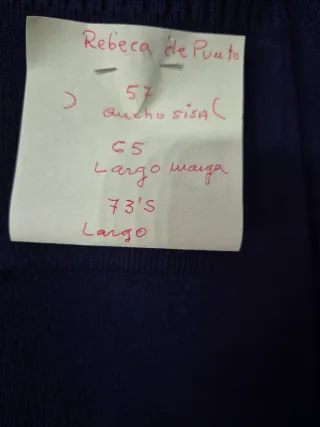 Rebeca de Punto
57
) ancho sisa (
65
Largo manga
73'5
Largo